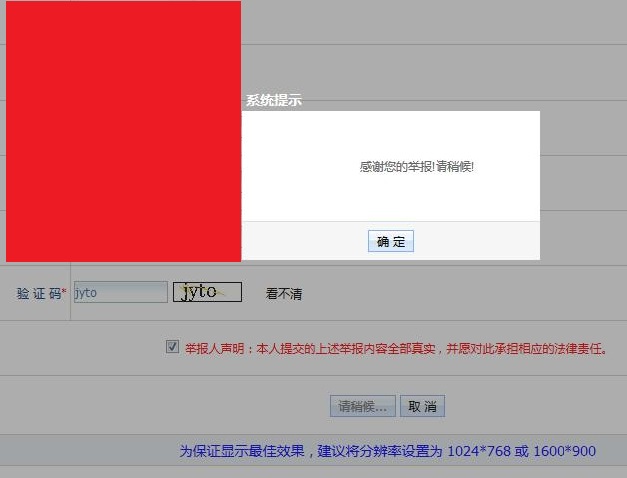 系统提示
感谢您的举报!请稍候!
确 定
验 证 码* jyto jyto 看不清
举报人声明：本人提交的上述举报内容全部真实，并愿对此承担相应的法律责任。
请稍候... 取 消
为保证显示最佳效果，建议将分辨率设置为 1024*768 或 1600*900